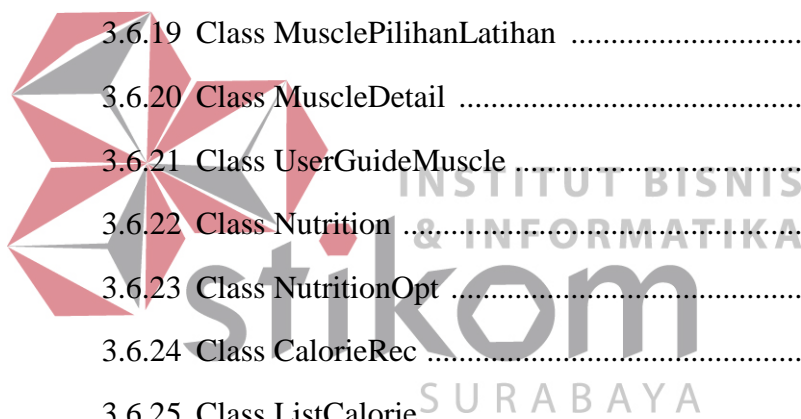 3.6.19 Class MusclePilihanLatihan ..........................
3.6.20 Class MuscleDetail ......................................
3.6.21 Class UserGuideMuscle ................................
INSTITUT BISNIS
3.6.22 Class Nutrition ............................................
& INFORMATIKA
3.6.23 Class NutritionOpt .......................................
stikom
3.6.24 Class CalorieRec ..........................................
SURABAYA
3.6.25 Class ListCalorie